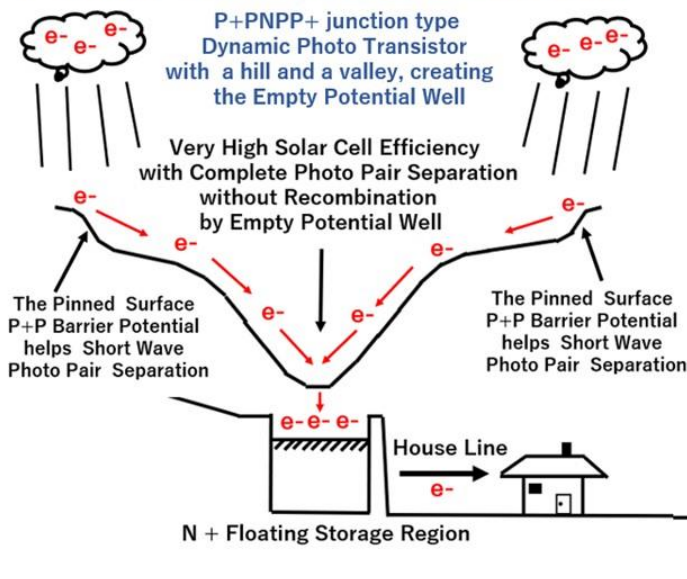 P+PNPP+ junction type
Dynamic Photo Transistor
with a hill and a valley, creating
the Empty Potential Well
e-
e-
e-
e-
e-
e-
Very High Solar Cell Efficiency
with Complete Photo Pair Separation
without Recombination
by Empty Potential Well
e-
e-
e-
e-
e-
e-
The Pinned Surface
P+P Barrier Potential
helps Short Wave
Photo Pair Separation
The Pinned Surface
P+P Barrier Potential
helps Short Wave
Photo Pair Separation
e- e- e-
House Line
e-
N + Floating Storage Region